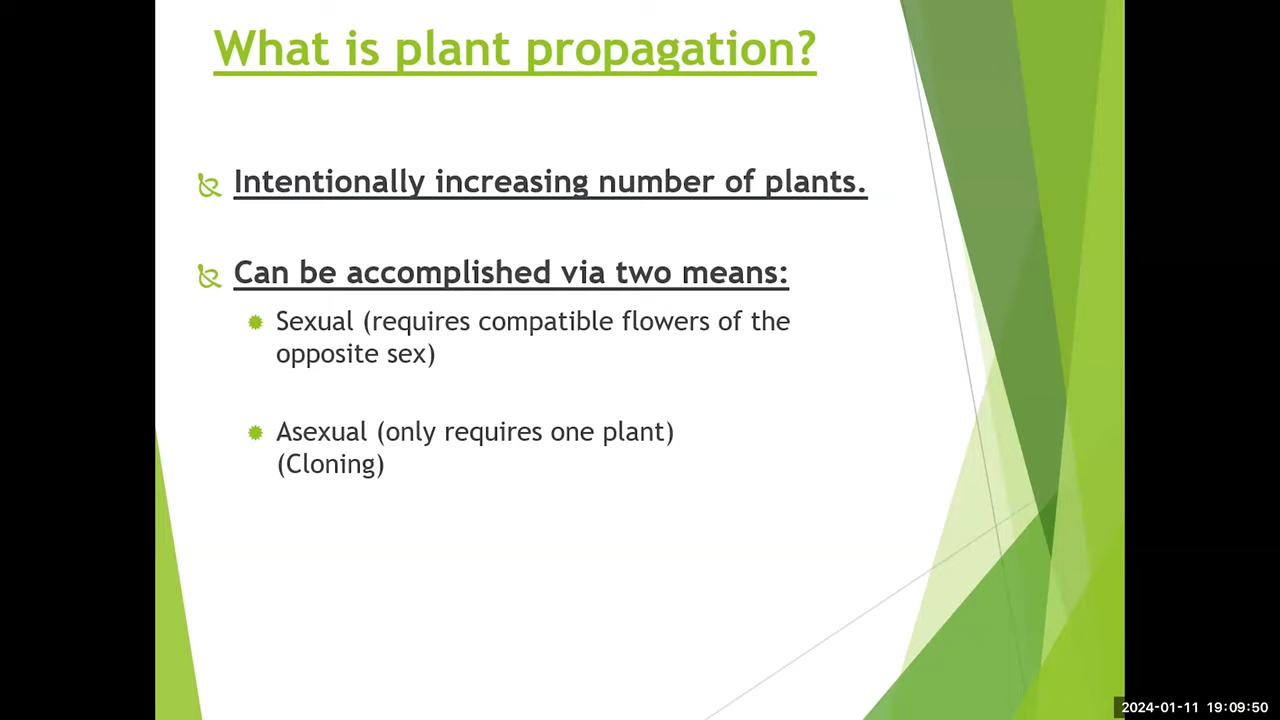 What is plant propagation?
Intentionally increasing number of plants.
Can be accomplished via two means:
Sexual (requires compatible flowers of the
opposite sex)
Asexual (only requires one plant)
(Cloning)
2024-01-11 19:09:50